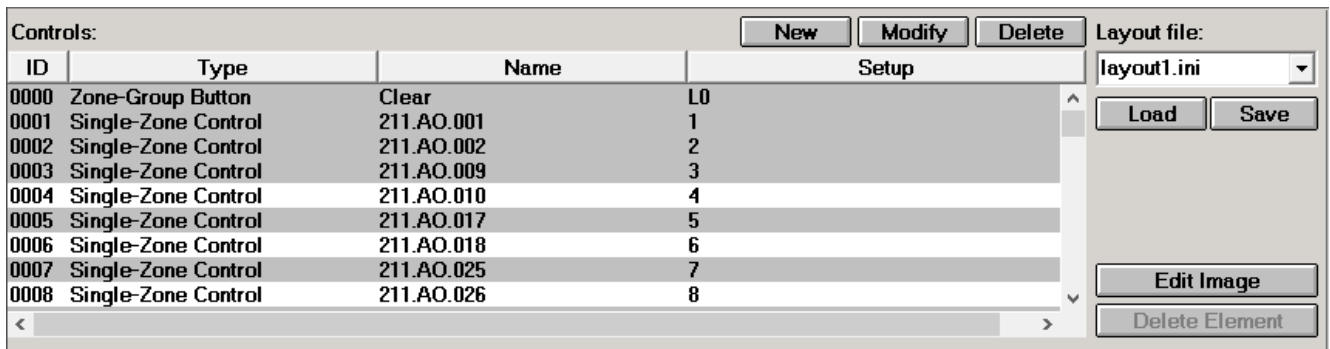 Controls: New Modify Delete Layout file:
ID Type Name Setup layout1.ini
0000 Zone-Group Button Clear L0
0001 Single-Zone Control 211.AO.001 1
Load Save
0002 Single-Zone Control 211.AO.002 2
0003 Single-Zone Control 211.AO.009 3
0004 Single-Zone Control 211.AO.010 4
0005 Single-Zone Control 211.AO.017 5
0006 Single-Zone Control 211.AO.018 6
0007 Single-Zone Control 211.AO.025 7
Edit Image
0008 Single-Zone Control 211.AO.026 8
Delete Element